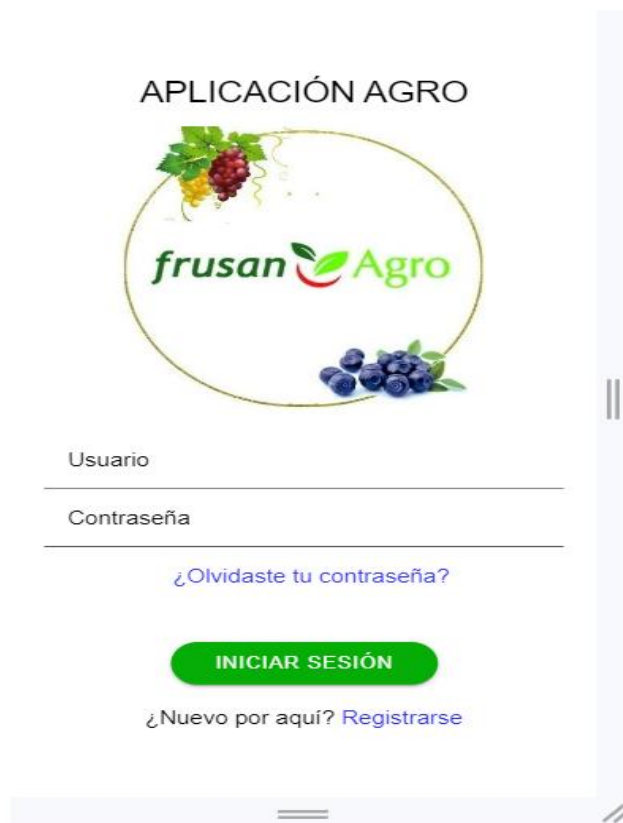 APLICACIÓN AGRO
frusan Agro
Usuario
Contraseña
¿Olvidaste tu contraseña?
INICIAR SESIÓN
¿Nuevo por aquí? Registrarse